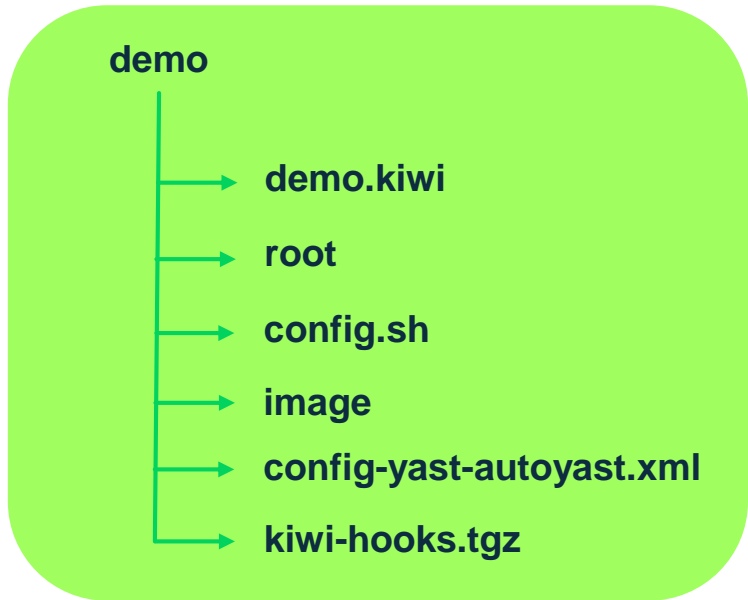 demo
demo.kiwi
root
config.sh
image
config-yast-autoyast.xml
kiwi-hooks.tgz